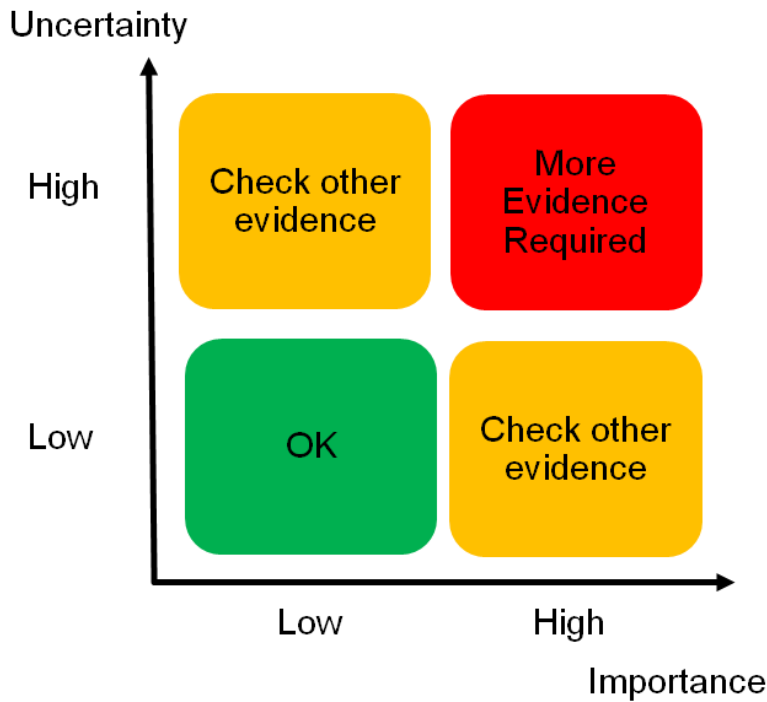 Uncertainty
High
Check other
evidence
More
Evidence
Required
Low
OK
Check other
evidence
Low
High
Importance